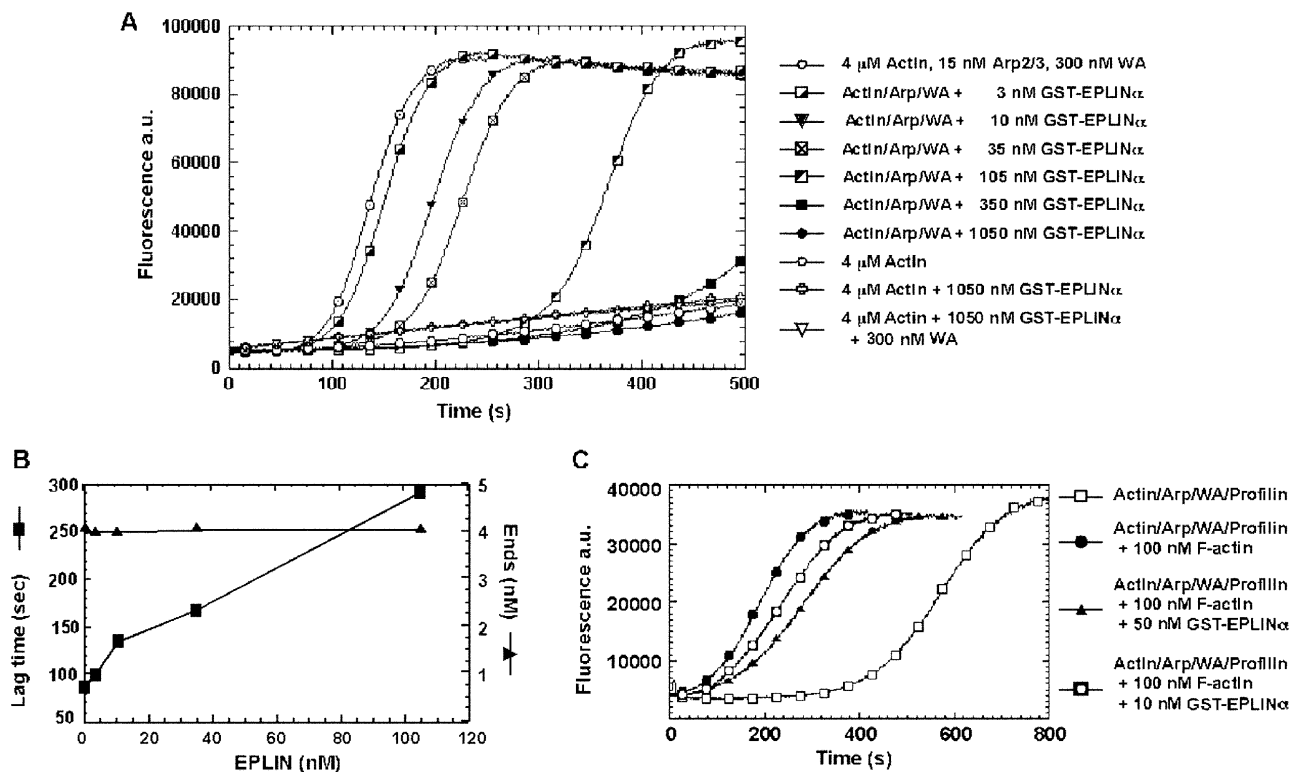 A
100000
80000
60000
40000
20000
0
Fluorescence a.u.
0 100 200 300 400 500
Time (s)
4 µM Actin, 15 nM Arp2/3, 300 nM WA
Actin/Arp/WA + 3 nM GST-EPLINα
Actin/Arp/WA + 10 nM GST-EPLINα
Actin/Arp/WA + 35 nM GST-EPLINα
Actin/Arp/WA + 105 nM GST-EPLINα
Actin/Arp/WA + 350 nM GST-EPLINα
Actin/Arp/WA + 1050 nM GST-EPLINα
4 µM Actin
4 µM Actin + 1050 nM GST-EPLINα
4 µM Actin + 1050 nM GST-EPLINα
+ 300 nM WA
B
300
250
200
150
100
50
Lag time (sec)
5
4
3
2
1
0
Ends (nM)
0 20 40 60 80 100 120
EPLIN (nM)
C
40000
30000
20000
10000
Fluorescence a.u.
0 200 400 600 800
Time (s)
Actin/Arp/WA/Profilin
Actin/Arp/WA/Profilin
+ 100 nM F-actin
Actin/Arp/WA/Profilin
+ 100 nM F-actin
+ 50 nM GST-EPLINα
Actin/Arp/WA/Profilin
+ 100 nM F-actin
+ 10 nM GST-EPLINα